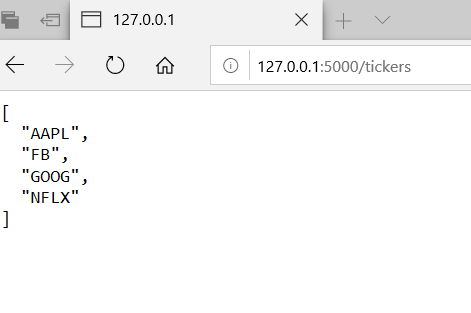 127.0.0.1
127.0.0.1:5000/tickers
[
"AAPL",
"FB",
"GOOG",
"NFLX"
]